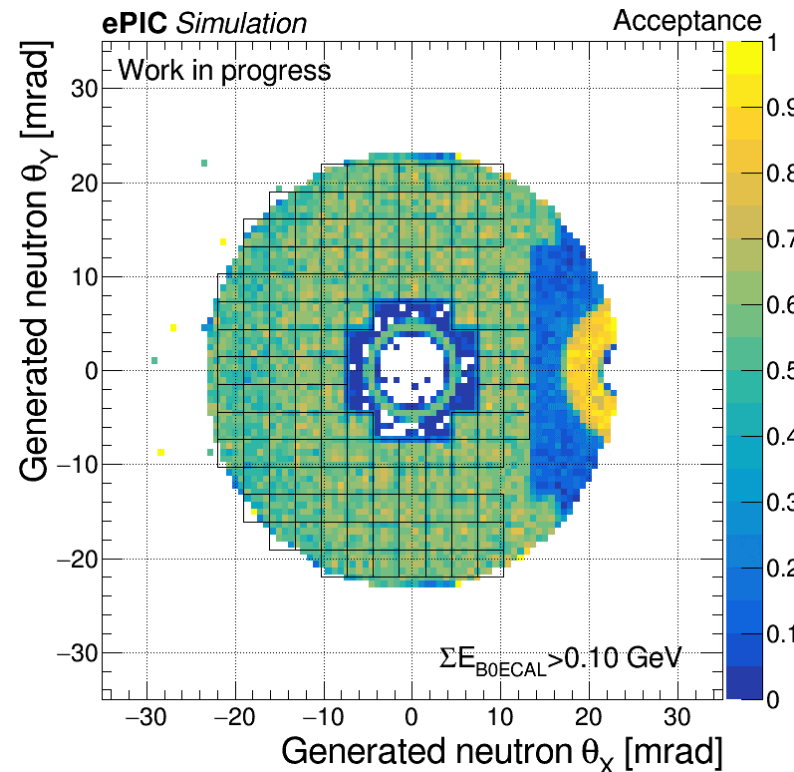 ePIC Simulation
Acceptance
Work in progress
Generated neutron θY [mrad]
30
20
10
0
−10
−20
−30
1
0.9
0.8
0.7
0.6
0.5
0.4
0.3
0.2
0.1
0
ΣEB0ECAL>0.10 GeV
−30 −20 −10 0 10 20 30
Generated neutron θX [mrad]